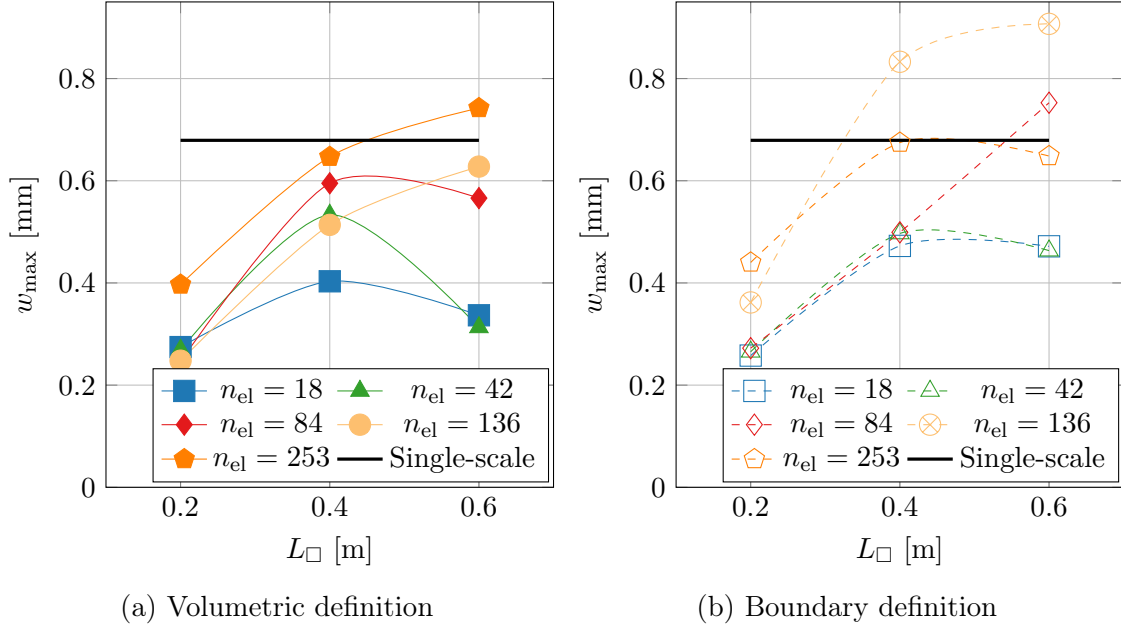 0.8
0.6
0.4
0.2
0
w_max [mm]
n_el = 18
n_el = 42
n_el = 84
n_el = 136
n_el = 253
Single-scale
0.2
0.4
0.6
L□ [m]
(a) Volumetric definition
0.8
0.6
0.4
0.2
0
w_max [mm]
n_el = 18
n_el = 42
n_el = 84
n_el = 136
n_el = 253
Single-scale
0.2
0.4
0.6
L□ [m]
(b) Boundary definition